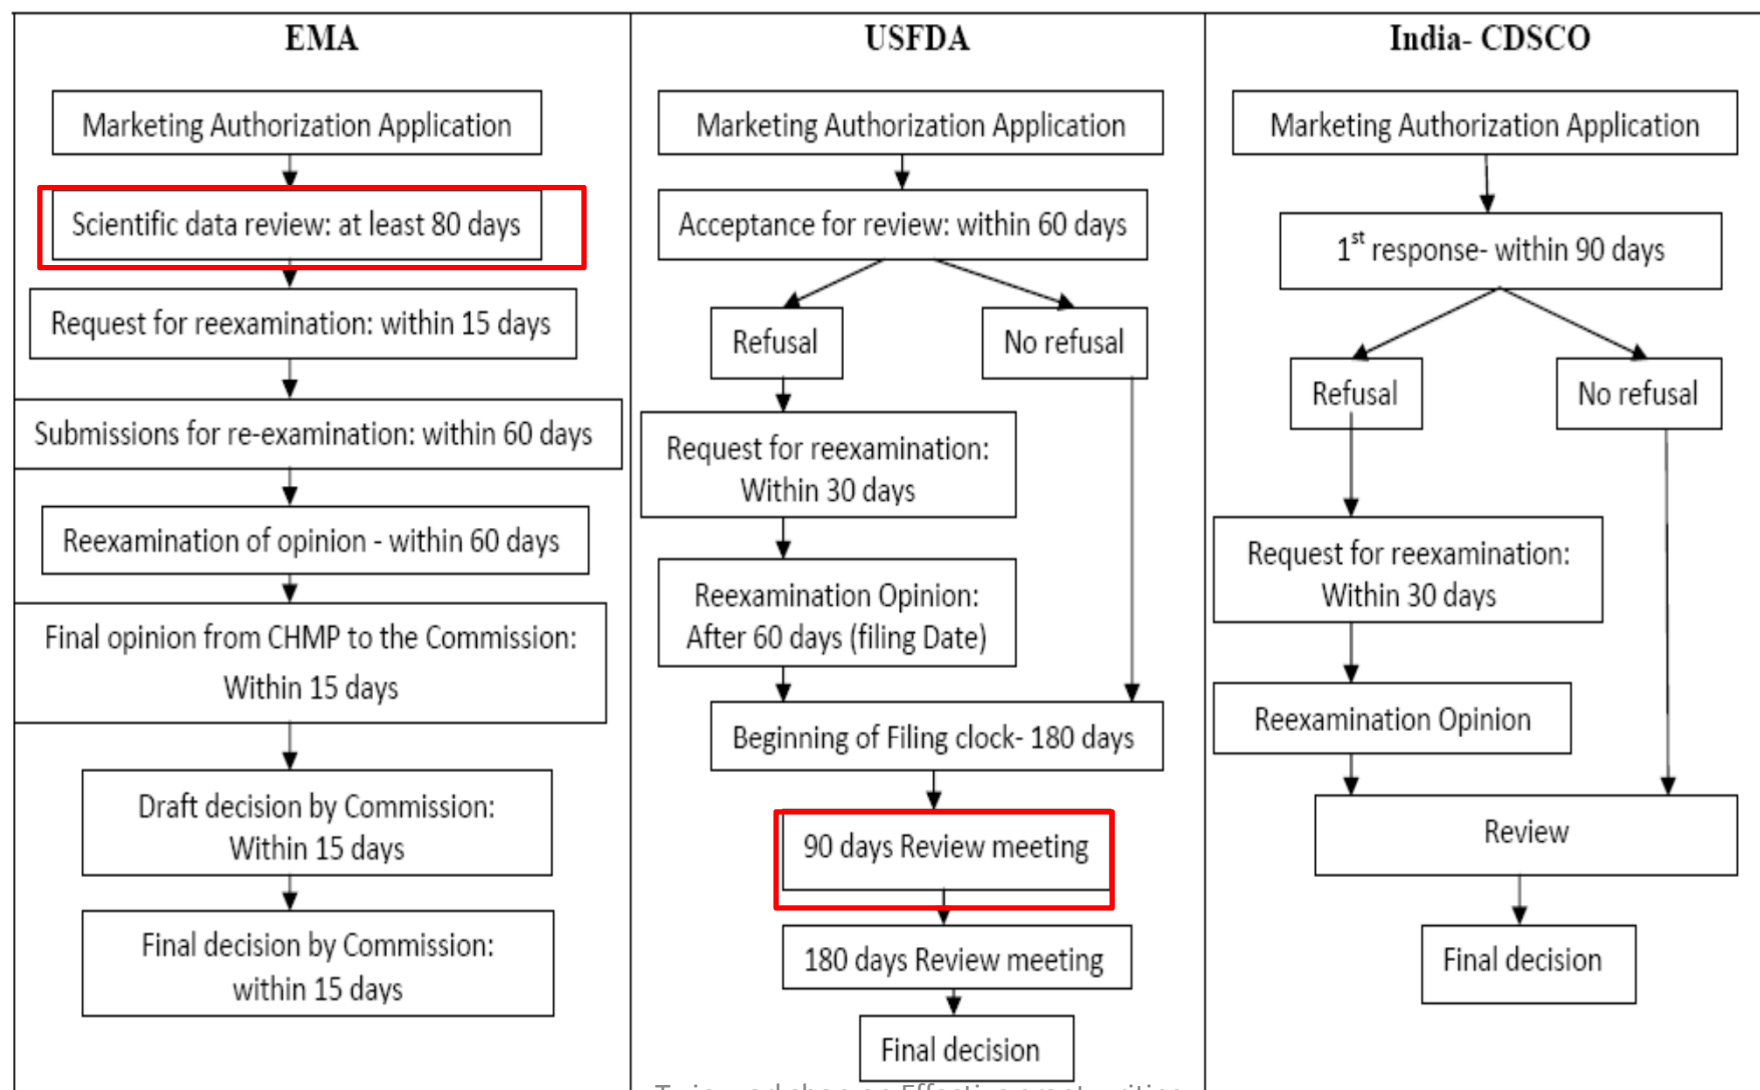 EMA
Marketing Authorization Application
Scientific data review: at least 80 days
Request for reexamination: within 15 days
Submissions for re-examination: within 60 days
Reexamination of opinion - within 60 days
Final opinion from CHMP to the Commission:
Within 15 days
Draft decision by Commission:
Within 15 days
Final decision by Commission:
within 15 days
USFDA
Marketing Authorization Application
Acceptance for review: within 60 days
Refusal
No refusal
Request for reexamination:
Within 30 days
Reexamination Opinion:
After 60 days (filing Date)
Beginning of Filing clock- 180 days
90 days Review meeting
180 days Review meeting
Final decision
India- CDSCO
Marketing Authorization Application
1st response- within 90 days
Refusal
No refusal
Request for reexamination:
Within 30 days
Reexamination Opinion
Review
Final decision